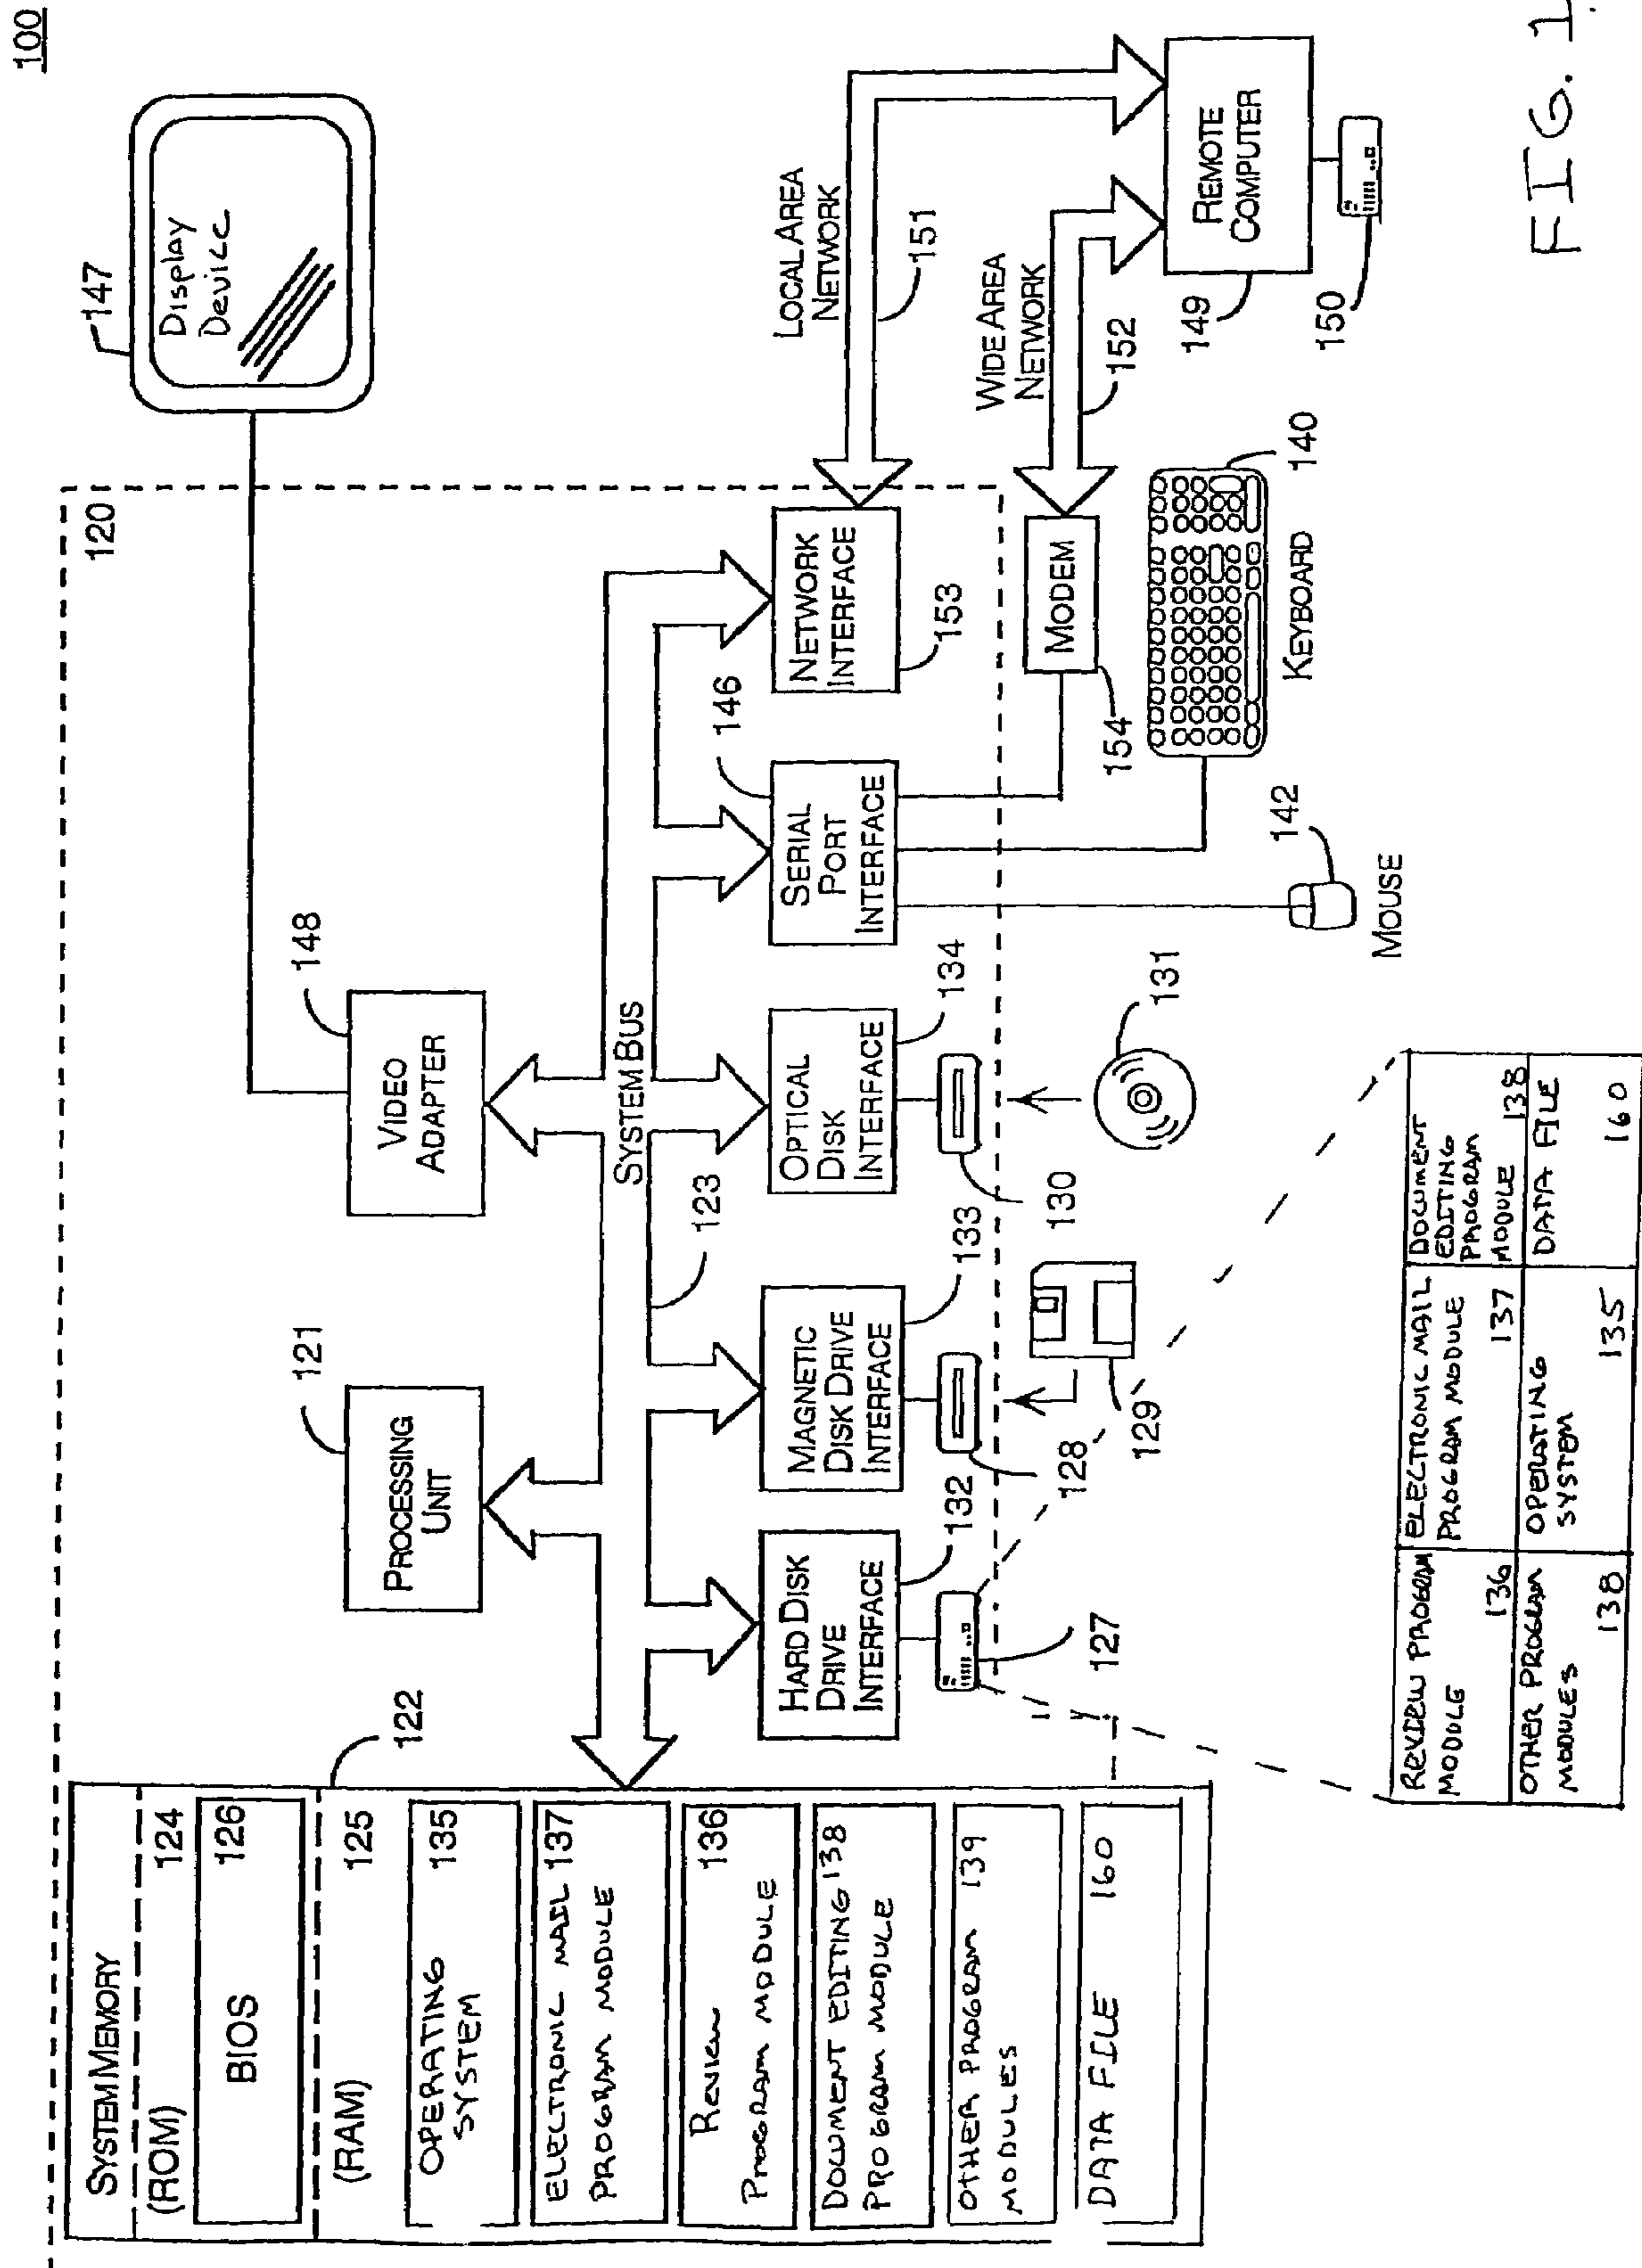 100
147
Display
Device
120
SYSTEM MEMORY
(ROM) 124
BIOS
126
(RAM) 125
122
OPERATING
SYSTEM
135
ELECTRONIC MAIL 137
PROGRAM MODULE
Review
PROGRAM MODULE
136
DOCUMENT EDITING 138
PROGRAM MODULE
OTHER PROGRAM 139
MODULES
DATA FILE 160
121
PROCESSING
UNIT
148
VIDEO
ADAPTER
SYSTEM BUS
123
HARD DISK
DRIVE
INTERFACE
132
MAGNETIC
DISK DRIVE
INTERFACE
133
OPTICAL
DISK
INTERFACE
134
SERIAL
PORT
INTERFACE
146
NETWORK
INTERFACE
153
LOCAL AREA
NETWORK
151
WIDE AREA
NETWORK
152
MODEM
154
REMOTE
COMPUTER
149
150
127
128
129
130
131
MOUSE
142
KEYBOARD
140
REVIEW PROGRAM
MODULE
136
ELECTRONIC MAIL
PROGRAM MODULE
137
DOCUMENT
EDITING
PROGRAM
MODULE 138
OTHER PROGRAM
MODULES
138
OPERATING
SYSTEM
135
DATA FILE
160
FIG. 1.